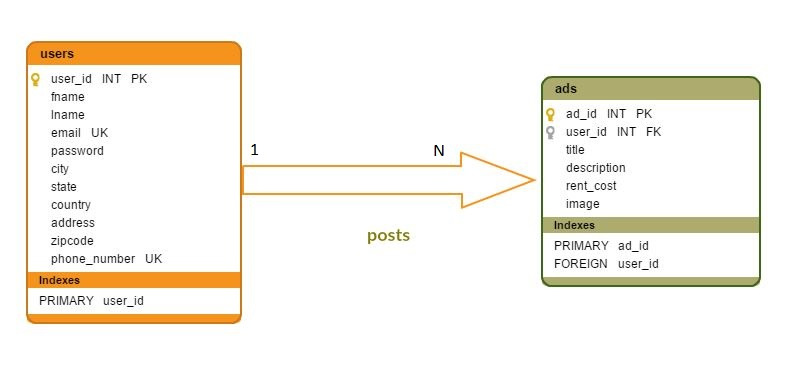 users
user_id INT PK
fname
lname
email UK
password
city
state
country
address
zipcode
phone_number UK
Indexes
PRIMARY user_id
1
N
posts
ads
ad_id INT PK
user_id INT FK
title
description
rent_cost
image
Indexes
PRIMARY ad_id
FOREIGN user_id